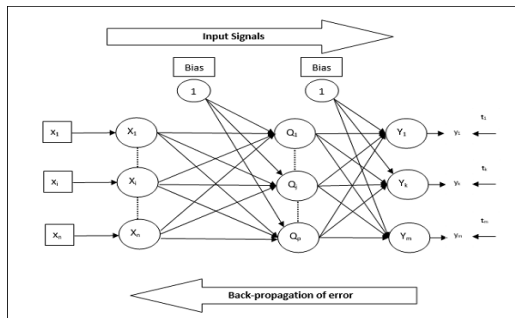 Input Signals
Bias Bias
1 1
x₁ X₁ Q₁ Y₁ y₁ t₁
xᵢ Xᵢ Qⱼ Yₖ yₖ tₖ
xₙ Xₙ Qₚ Yₘ yₘ tₘ
Back-propagation of error